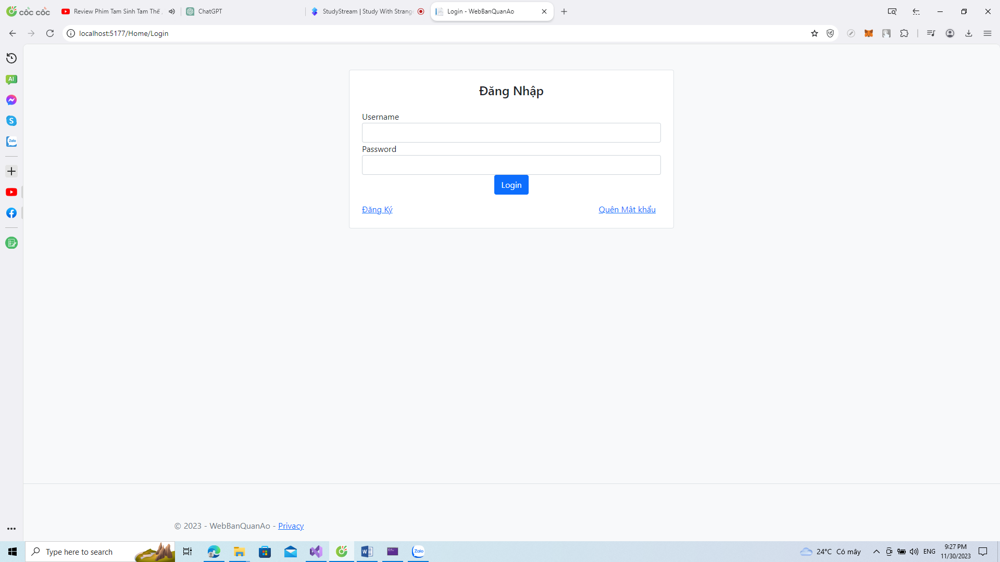 cốc cốc
Review Phim Tam Sinh Tam Thế
ChatGPT
StudyStream | Study With Strange
Login - WebBanQuanAo
localhost:5177/Home/Login
AI
S
Zalo
Đăng Nhập
Username
Password
Login
Đăng Ký
Quên Mật khẩu
© 2023 - WebBanQuanAo - Privacy
Type here to search
W
Zalo
24°C Có mây
ENG
9:27 PM
11/30/2023